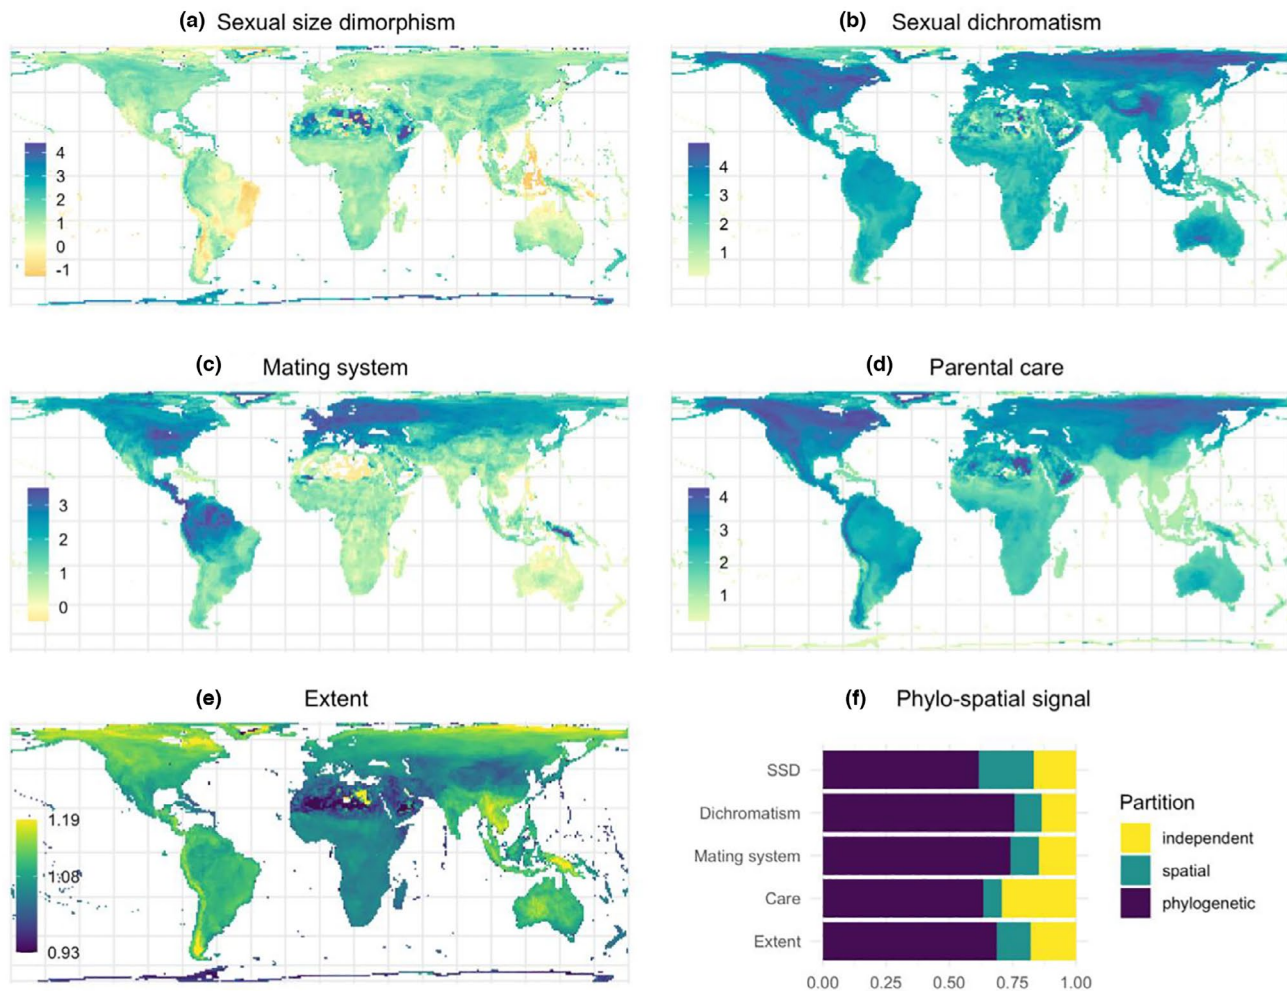 (a) Sexual size dimorphism
(b) Sexual dichromatism
4
3
2
1
0
-1
4
3
2
1
(c) Mating system
(d) Parental care
3
2
1
0
4
3
2
1
(e) Extent
(f) Phylo-spatial signal
1.19
1.08
0.93
SSD
Dichromatism
Mating system
Care
Extent
0.00 0.25 0.50 0.75 1.00
Partition
independent
spatial
phylogenetic